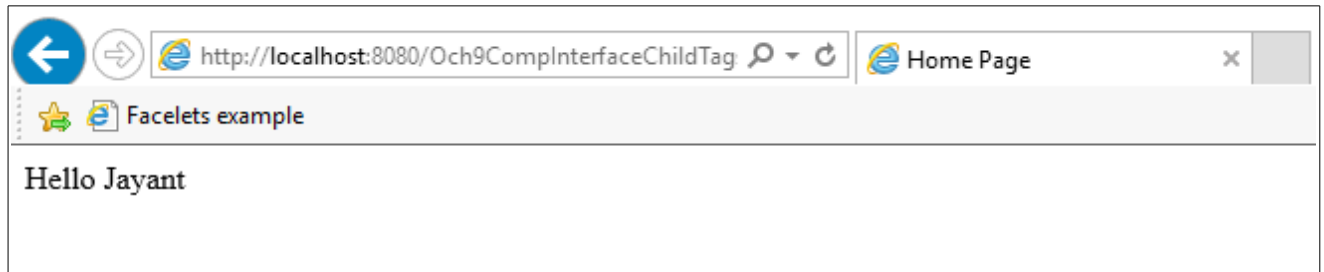 http://localhost:8080/Och9CompInterfaceChildTag
Home Page
Facelets example
Hello Jayant